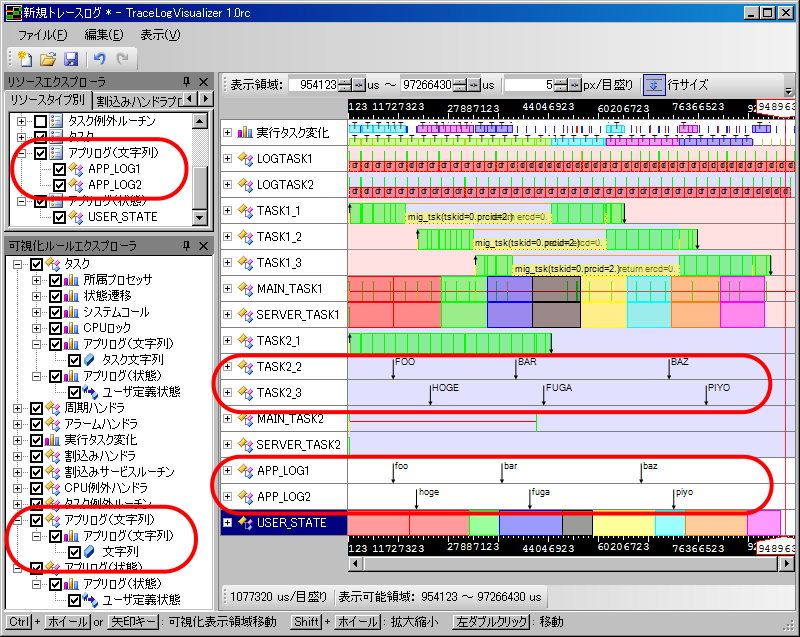 新規トレースログ * - TraceLogVisualizer 1.0rc
ファイル(F) 編集(E) 表示(V)
リソースエクスプローラ
リソースタイプ別 割込みハンドラプロ
タスク例外ルーチン
タスク
アプリログ(文字列)
APP_LOG1
APP_LOG2
アプリログ(状態)
USER_STATE
可視化ルールエクスプローラ
タスク
所属プロセッサ
状態遷移
システムコール
CPUロック
アプリログ(文字列)
タスク文字列
アプリログ(状態)
ユーザ定義状態
周期ハンドラ
アラームハンドラ
実行タスク変化
割込みハンドラ
割込みサービスルーチン
CPU例外ハンドラ
タスク例外ルーチン
アプリログ(文字列)
アプリログ(文字列)
文字列
アプリログ(状態)
アプリログ(状態)
ユーザ定義状態
表示領域: 954123 us ～ 97266430 us 5 px/目盛り 行サイズ
123 11727323 27887123 44046923 60206723 76366523 92 94896
実行タスク変化
LOGTASK1
LOGTASK2
TASK1_1 mig_tsk(tskid=0.prcid=2.)return ercd=0.
TASK1_2 mig_tsk(tskid=0.prcid=2.)return ercd=0.
TASK1_3 mig_tsk(tskid=0.prcid=2.)return ercd=0.
MAIN_TASK1
SERVER_TASK1
TASK2_1
TASK2_2 FOO BAR BAZ
TASK2_3 HOGE FUGA PIYO
MAIN_TASK2
SERVER_TASK2
APP_LOG1 foo bar baz
APP_LOG2 hoge fuga piyo
USER_STATE
123 11727323 27887123 44046923 60206723 76366523 9 94896
1077320 us/目盛り 表示可能領域: 954123 ～ 97266430 us
Ctrl + ホイール or 矢印キー : 可視化表示領域移動 Shift + ホイール : 拡大縮小 左ダブルクリック : 移動